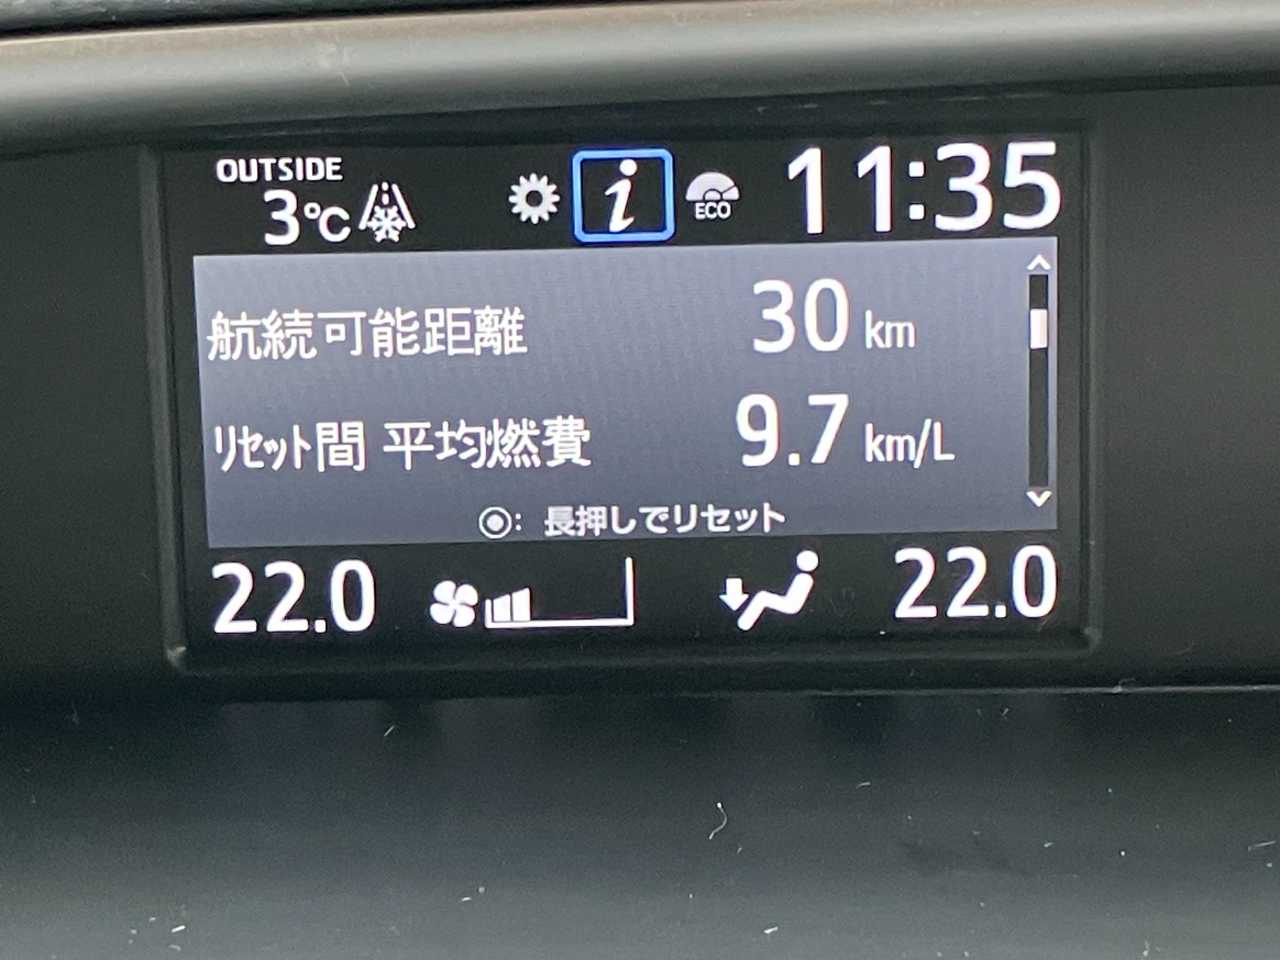 OUTSIDE
3℃
i
ECO
11:35
航続可能距離 30 km
リセット間 平均燃費 9.7 km/L
◉: 長押しでリセット
22.0
22.0